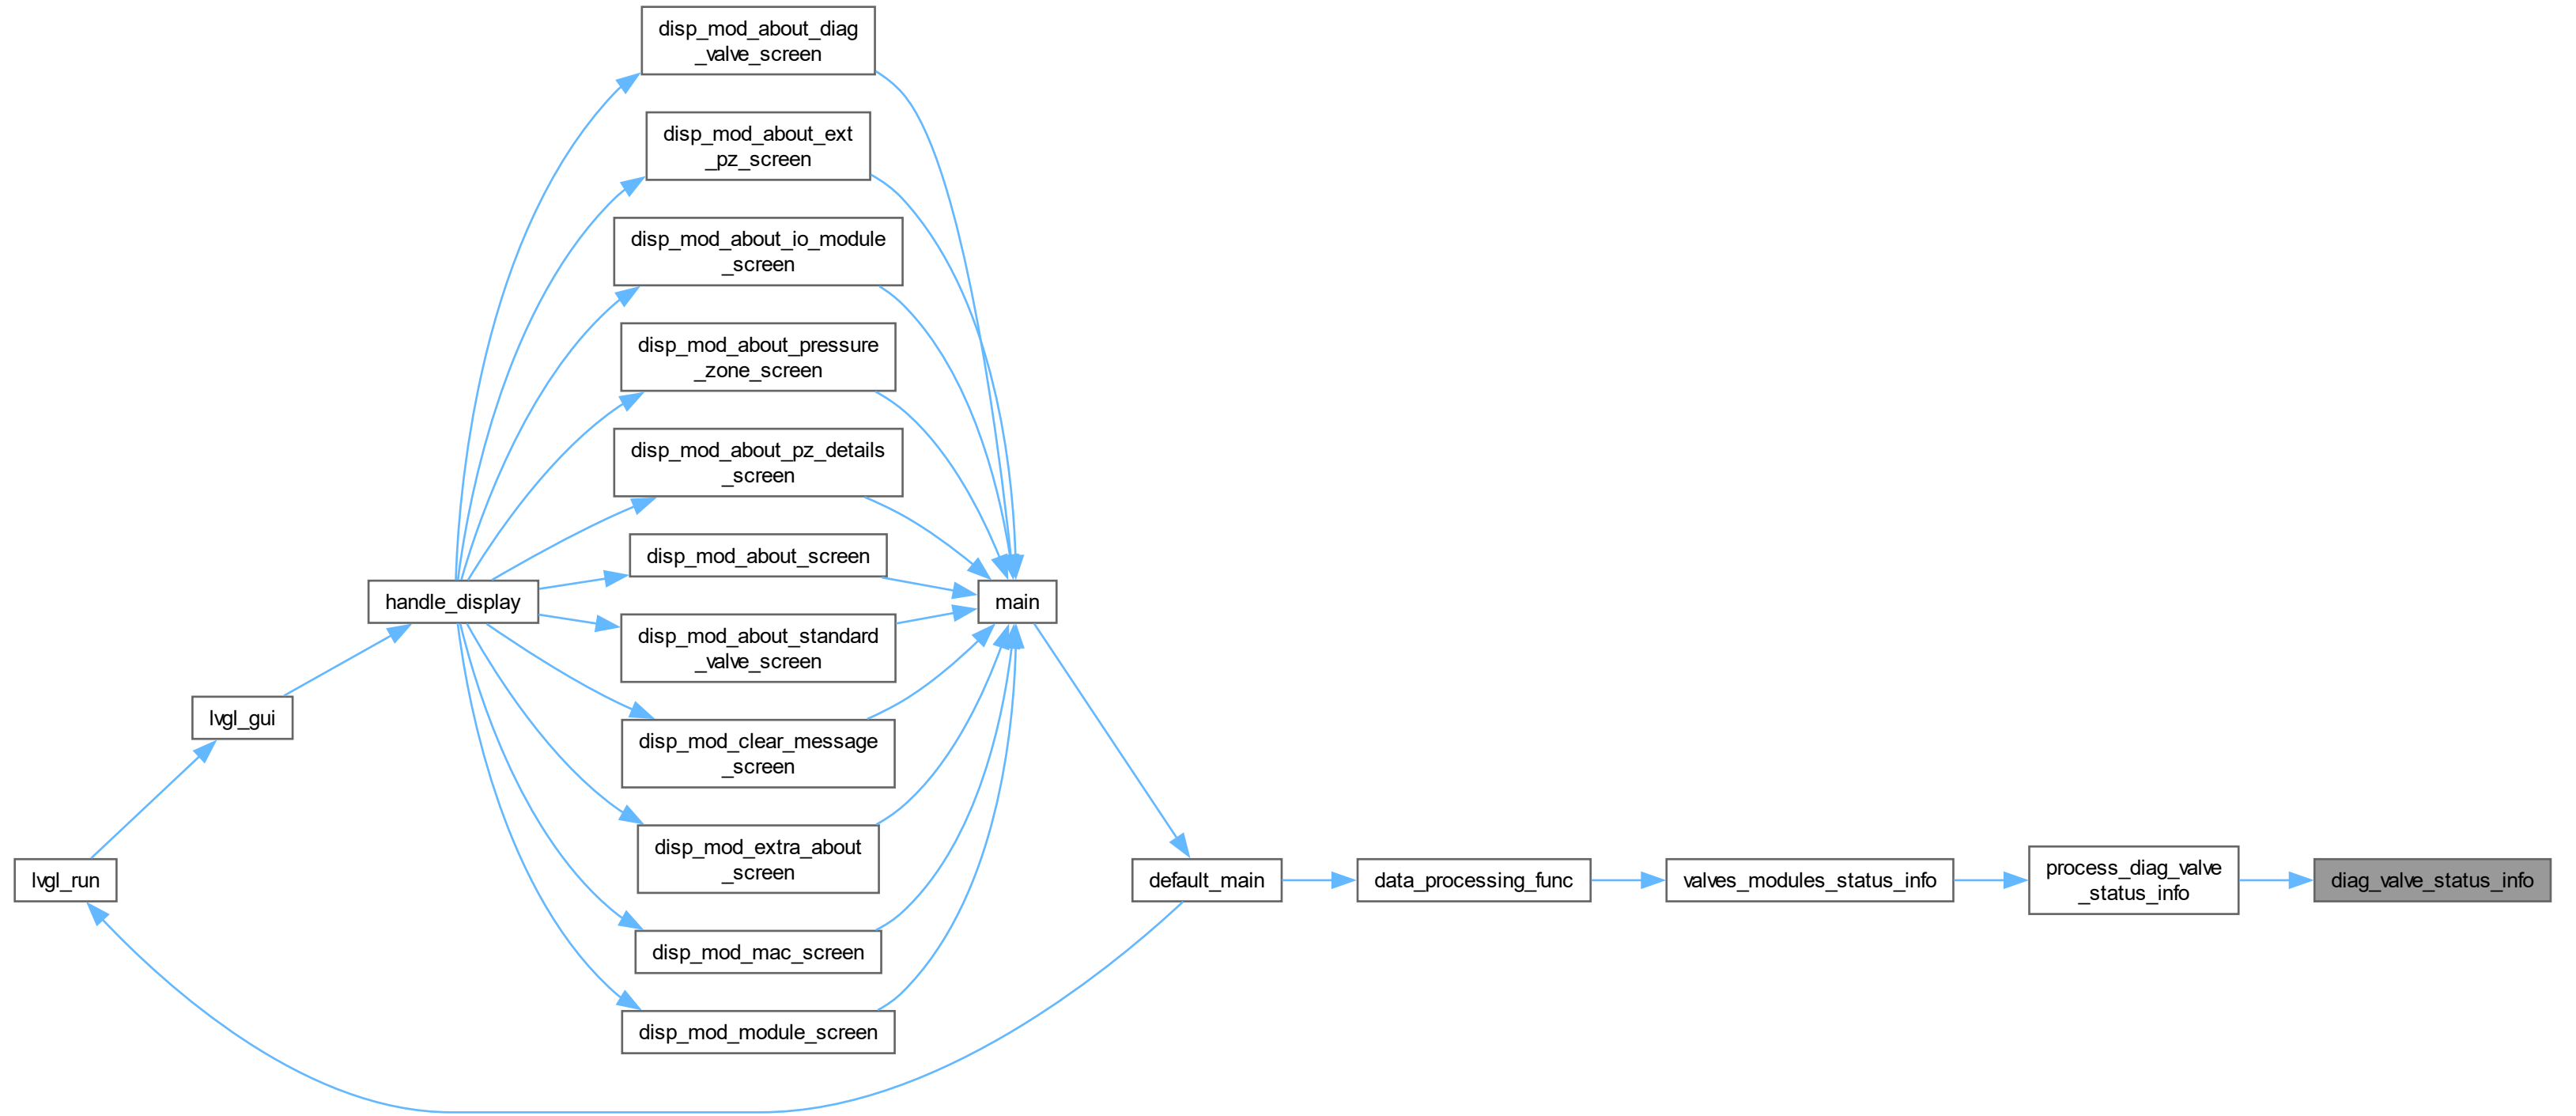 disp_mod_about_diag
_valve_screen
disp_mod_about_ext
_pz_screen
disp_mod_about_io_module
_screen
disp_mod_about_pressure
_zone_screen
disp_mod_about_pz_details
_screen
disp_mod_about_screen
handle_display
main
disp_mod_about_standard
_valve_screen
lvgl_gui
disp_mod_clear_message
_screen
disp_mod_extra_about
_screen
lvgl_run
default_main
data_processing_func
valves_modules_status_info
process_diag_valve
_status_info
diag_valve_status_info
disp_mod_mac_screen
disp_mod_module_screen